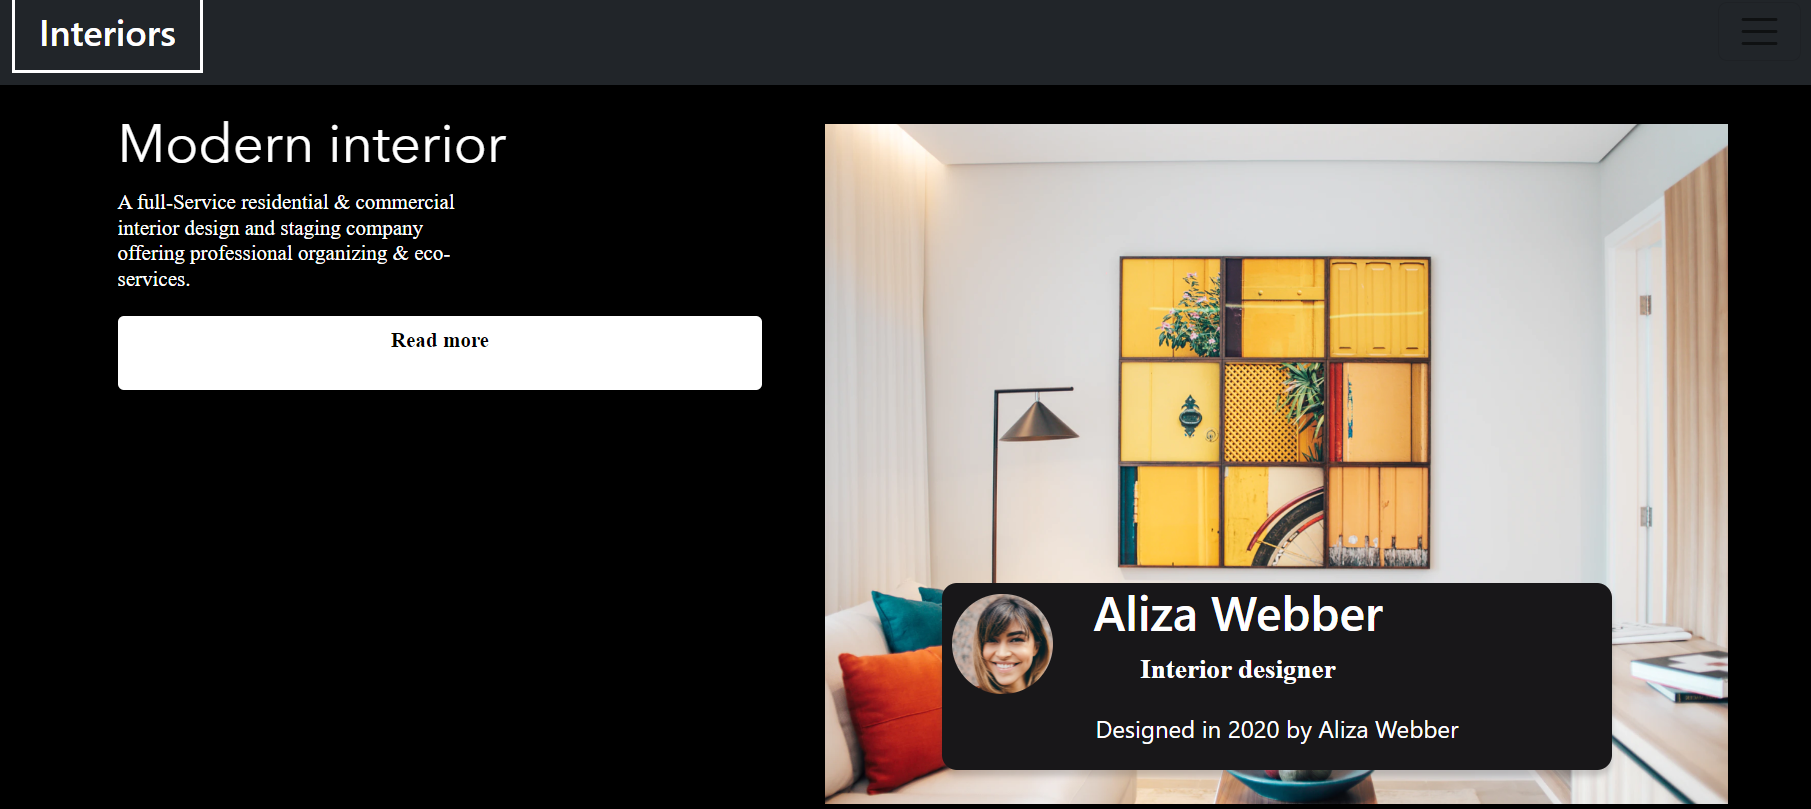 Interiors
Modern interior
A full-Service residential & commercial
interior design and staging company
offering professional organizing & eco-
services.
Read more
Aliza Webber
Interior designer
Designed in 2020 by Aliza Webber